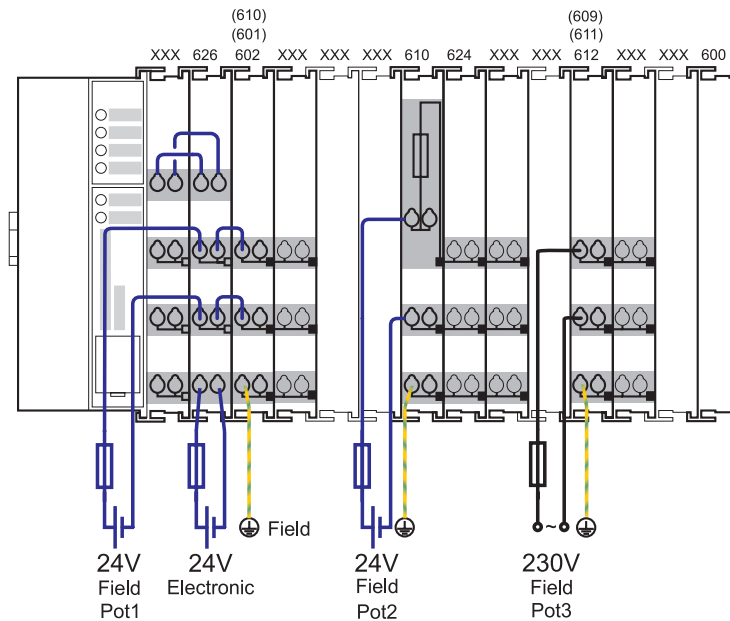 (610) (609)
(601) (611)
XXX 626 602 XXX XXX XXX 610 624 XXX XXX 612 XXX XXX 600
Field
~
24V 24V 24V 230V
Field Electronic Field Field
Pot1 Pot2 Pot3